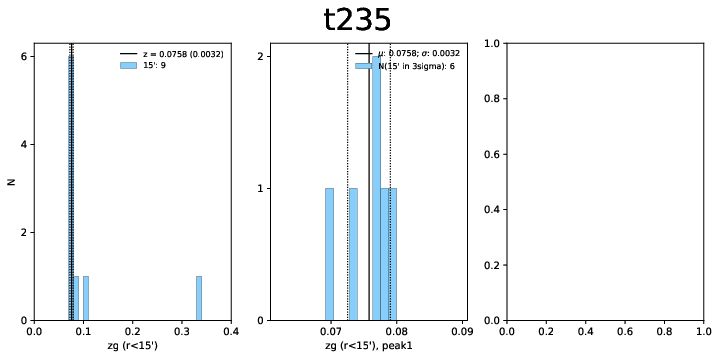 t235
z = 0.0758 (0.0032)
15': 9
N
6
4
2
0
0.0 0.1 0.2 0.3 0.4
zg (r<15')
μ: 0.0758; σ: 0.0032
N(15' in 3sigma): 6
2
1
0
0.07 0.08 0.09
zg (r<15'), peak1
1.0
0.8
0.6
0.4
0.2
0.0
0.0 0.2 0.4 0.6 0.8 1.0